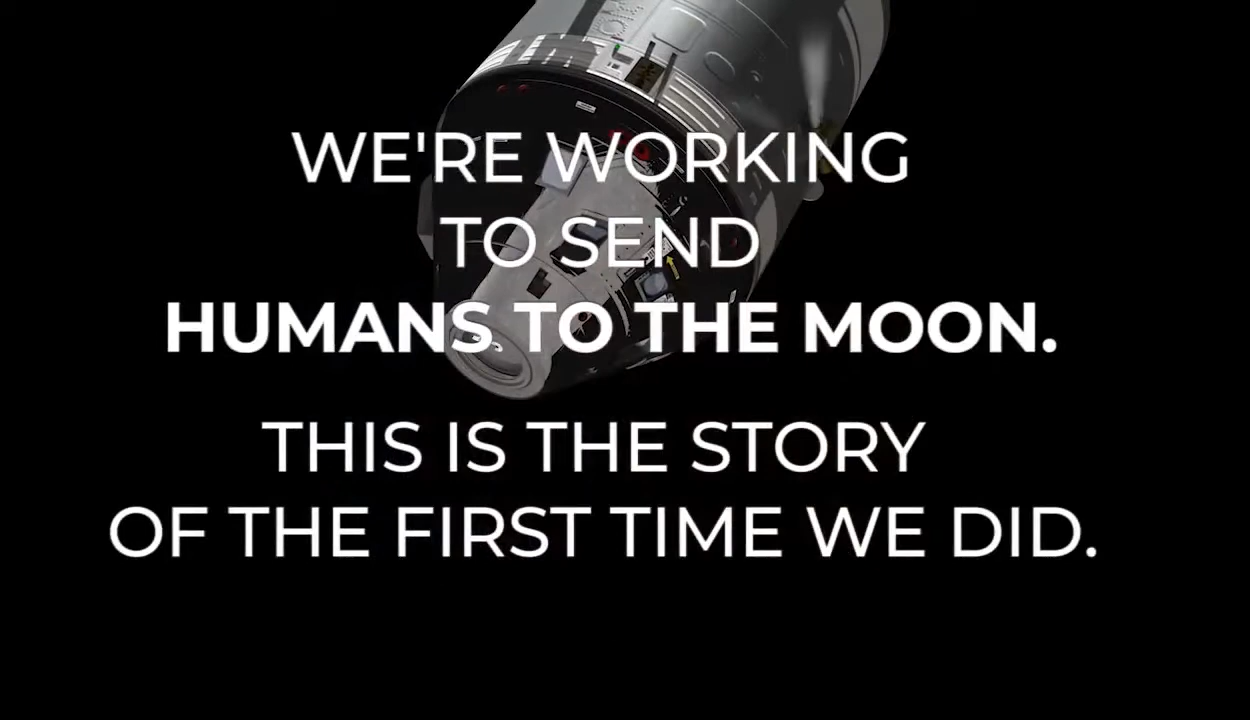 WE'RE WORKING
TO SEND
HUMANS TO THE MOON.
THIS IS THE STORY
OF THE FIRST TIME WE DID.